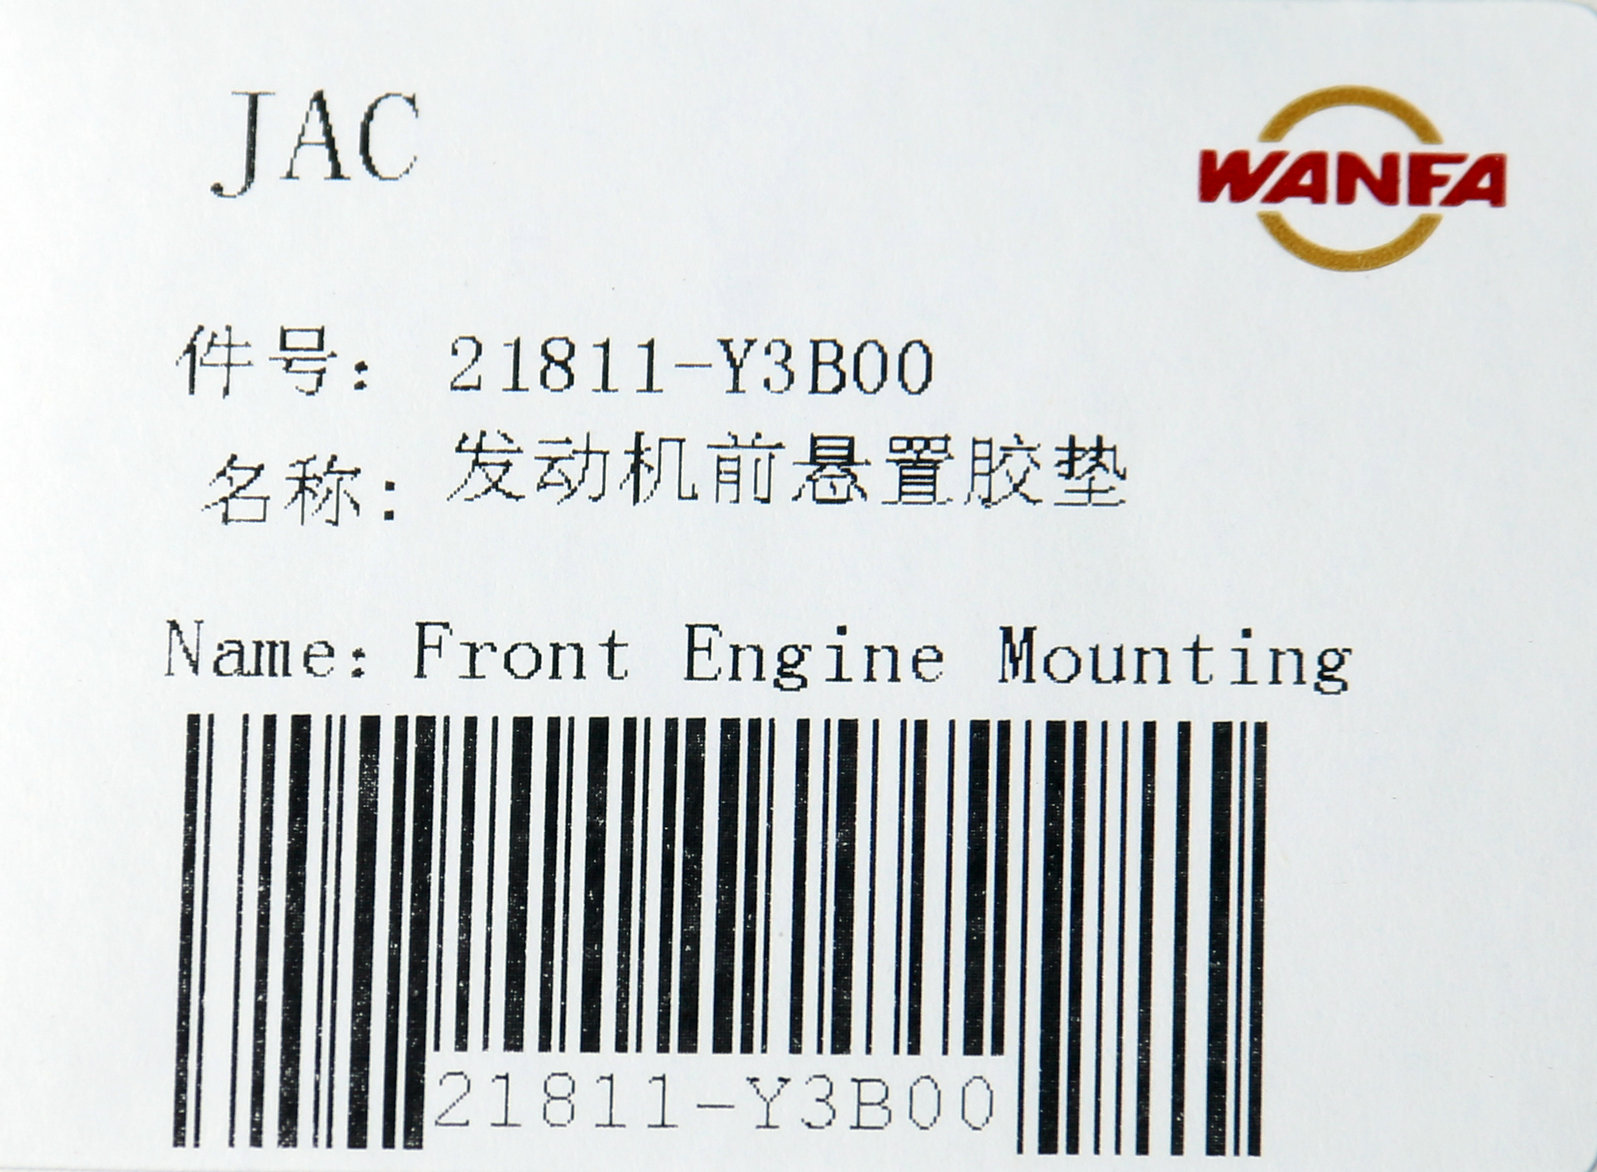 JAC
WANFA
件号: 21811-Y3B00
名称: 发动机前悬置胶垫
Name: Front Engine Mounting
21811-Y3B00